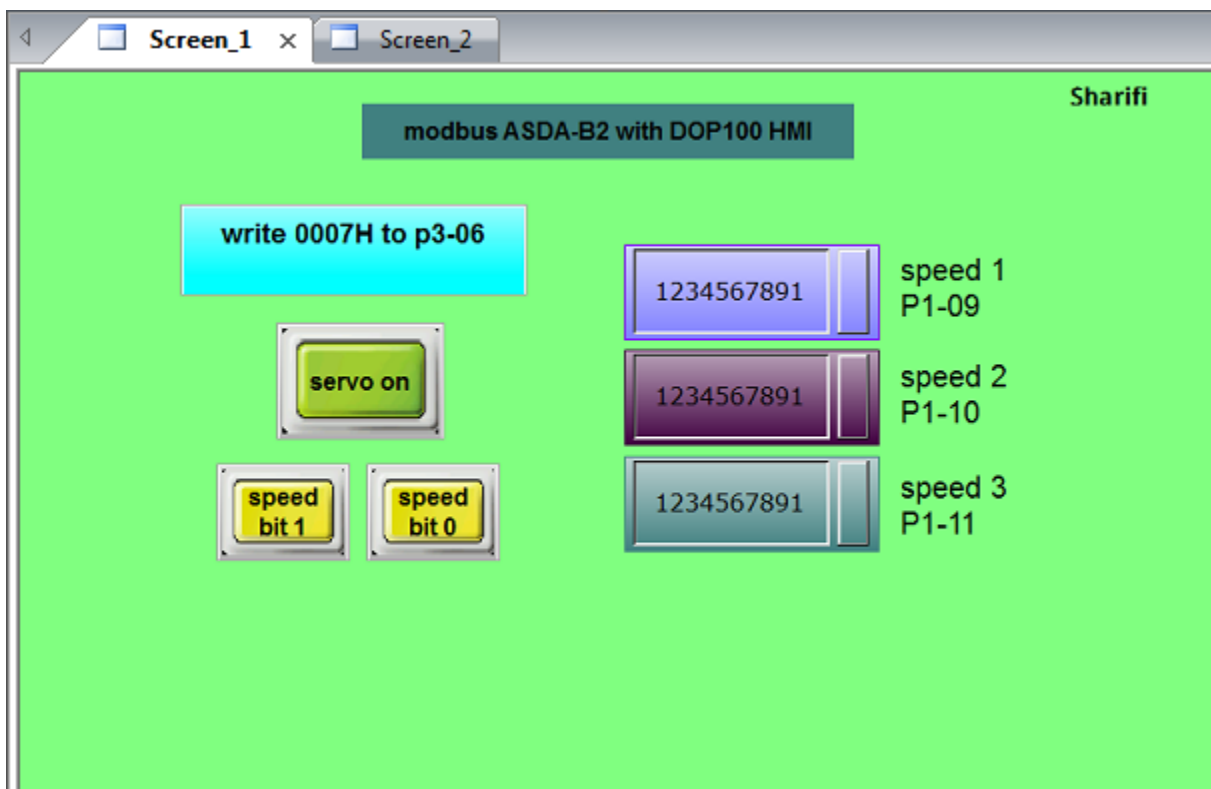 Screen_1
Screen_2
Sharifi
modbus ASDA-B2 with DOP100 HMI
write 0007H to p3-06
servo on
speed
bit 1
speed
bit 0
1234567891
speed 1
P1-09
1234567891
speed 2
P1-10
1234567891
speed 3
P1-11